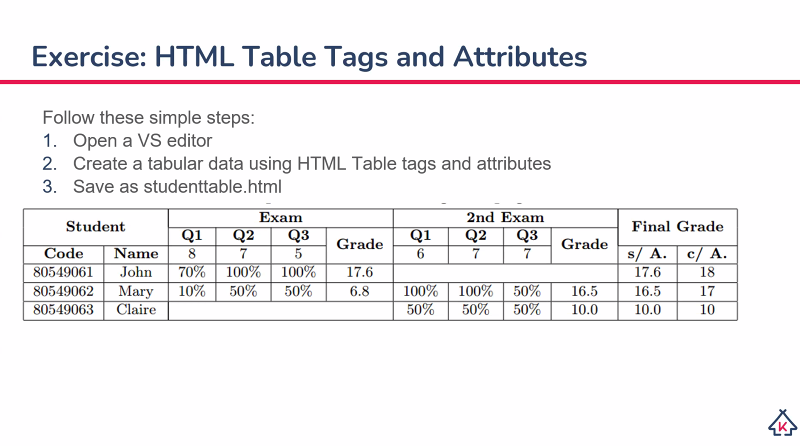 Exercise: HTML Table Tags and Attributes
Follow these simple steps:
1. Open a VS editor
2. Create a tabular data using HTML Table tags and attributes
3. Save as studenttable.html
Student Exam 2nd Exam Final Grade
Q1 Q2 Q3 Grade Q1 Q2 Q3 Grade
Code Name 8 7 5 6 7 7 s/ A. c/ A.
80549061 John 70% 100% 100% 17.6 17.6 18
80549062 Mary 10% 50% 50% 6.8 100% 100% 50% 16.5 16.5 17
80549063 Claire 50% 50% 50% 10.0 10.0 10
K